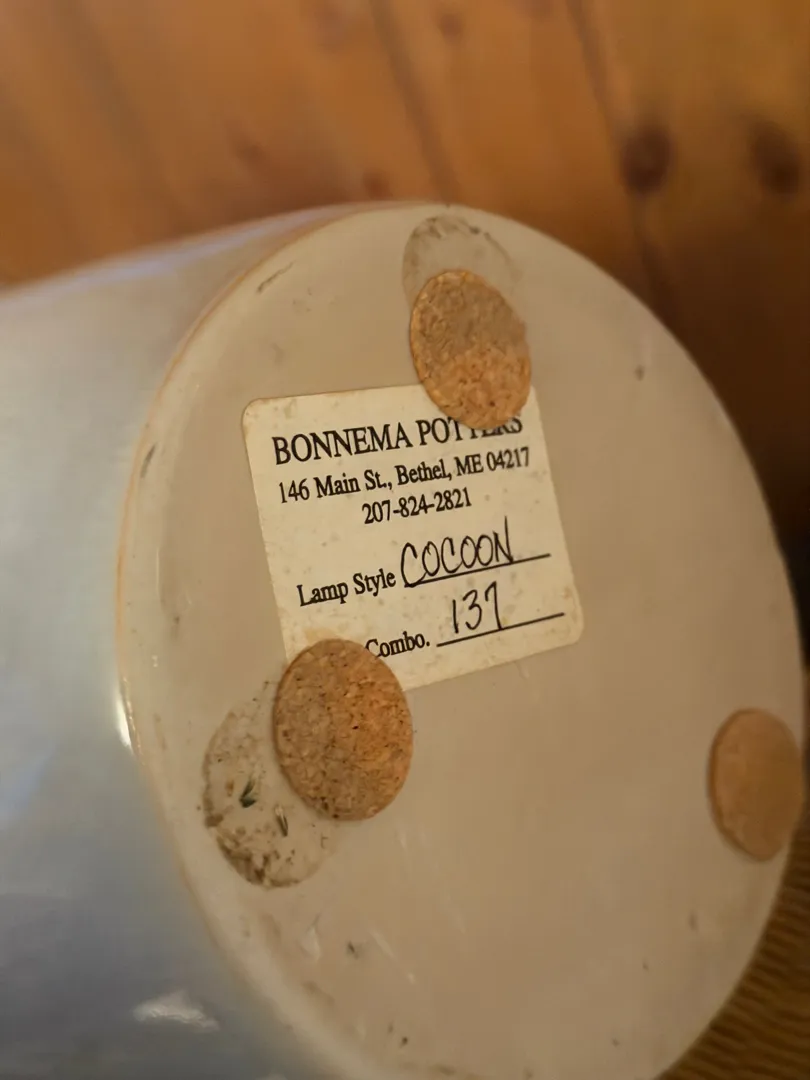 BONNEMA POTTERS
146 Main St., Bethel, ME 04217
207-824-2821
Lamp Style COCOON
Combo. 137